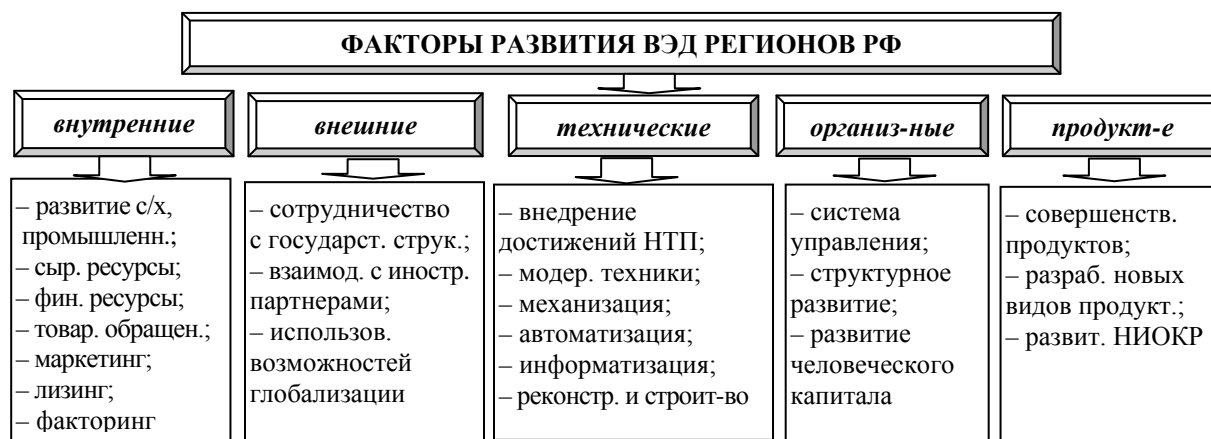 ФАКТОРЫ РАЗВИТИЯ ВЭД РЕГИОНОВ РФ
внутренние
– развитие с/х,
промышленн.;
– сыр. ресурсы;
– фин. ресурсы;
– товар. обращен.;
– маркетинг;
– лизинг;
– факторинг
внешние
– сотрудничество
с государст. струк.;
– взаимод. с иностр.
партнерами;
– использов.
возможностей
глобализации
технические
– внедрение
достижений НТП;
– модер. техники;
– механизация;
– автоматизация;
– информатизация;
– реконстр. и строит-во
организ-ные
– система
управления;
– структурное
развитие;
– развитие
человеческого
капитала
продукт-е
– совершенств.
продуктов;
– разраб. новых
видов продукт.;
– развит. НИОКР